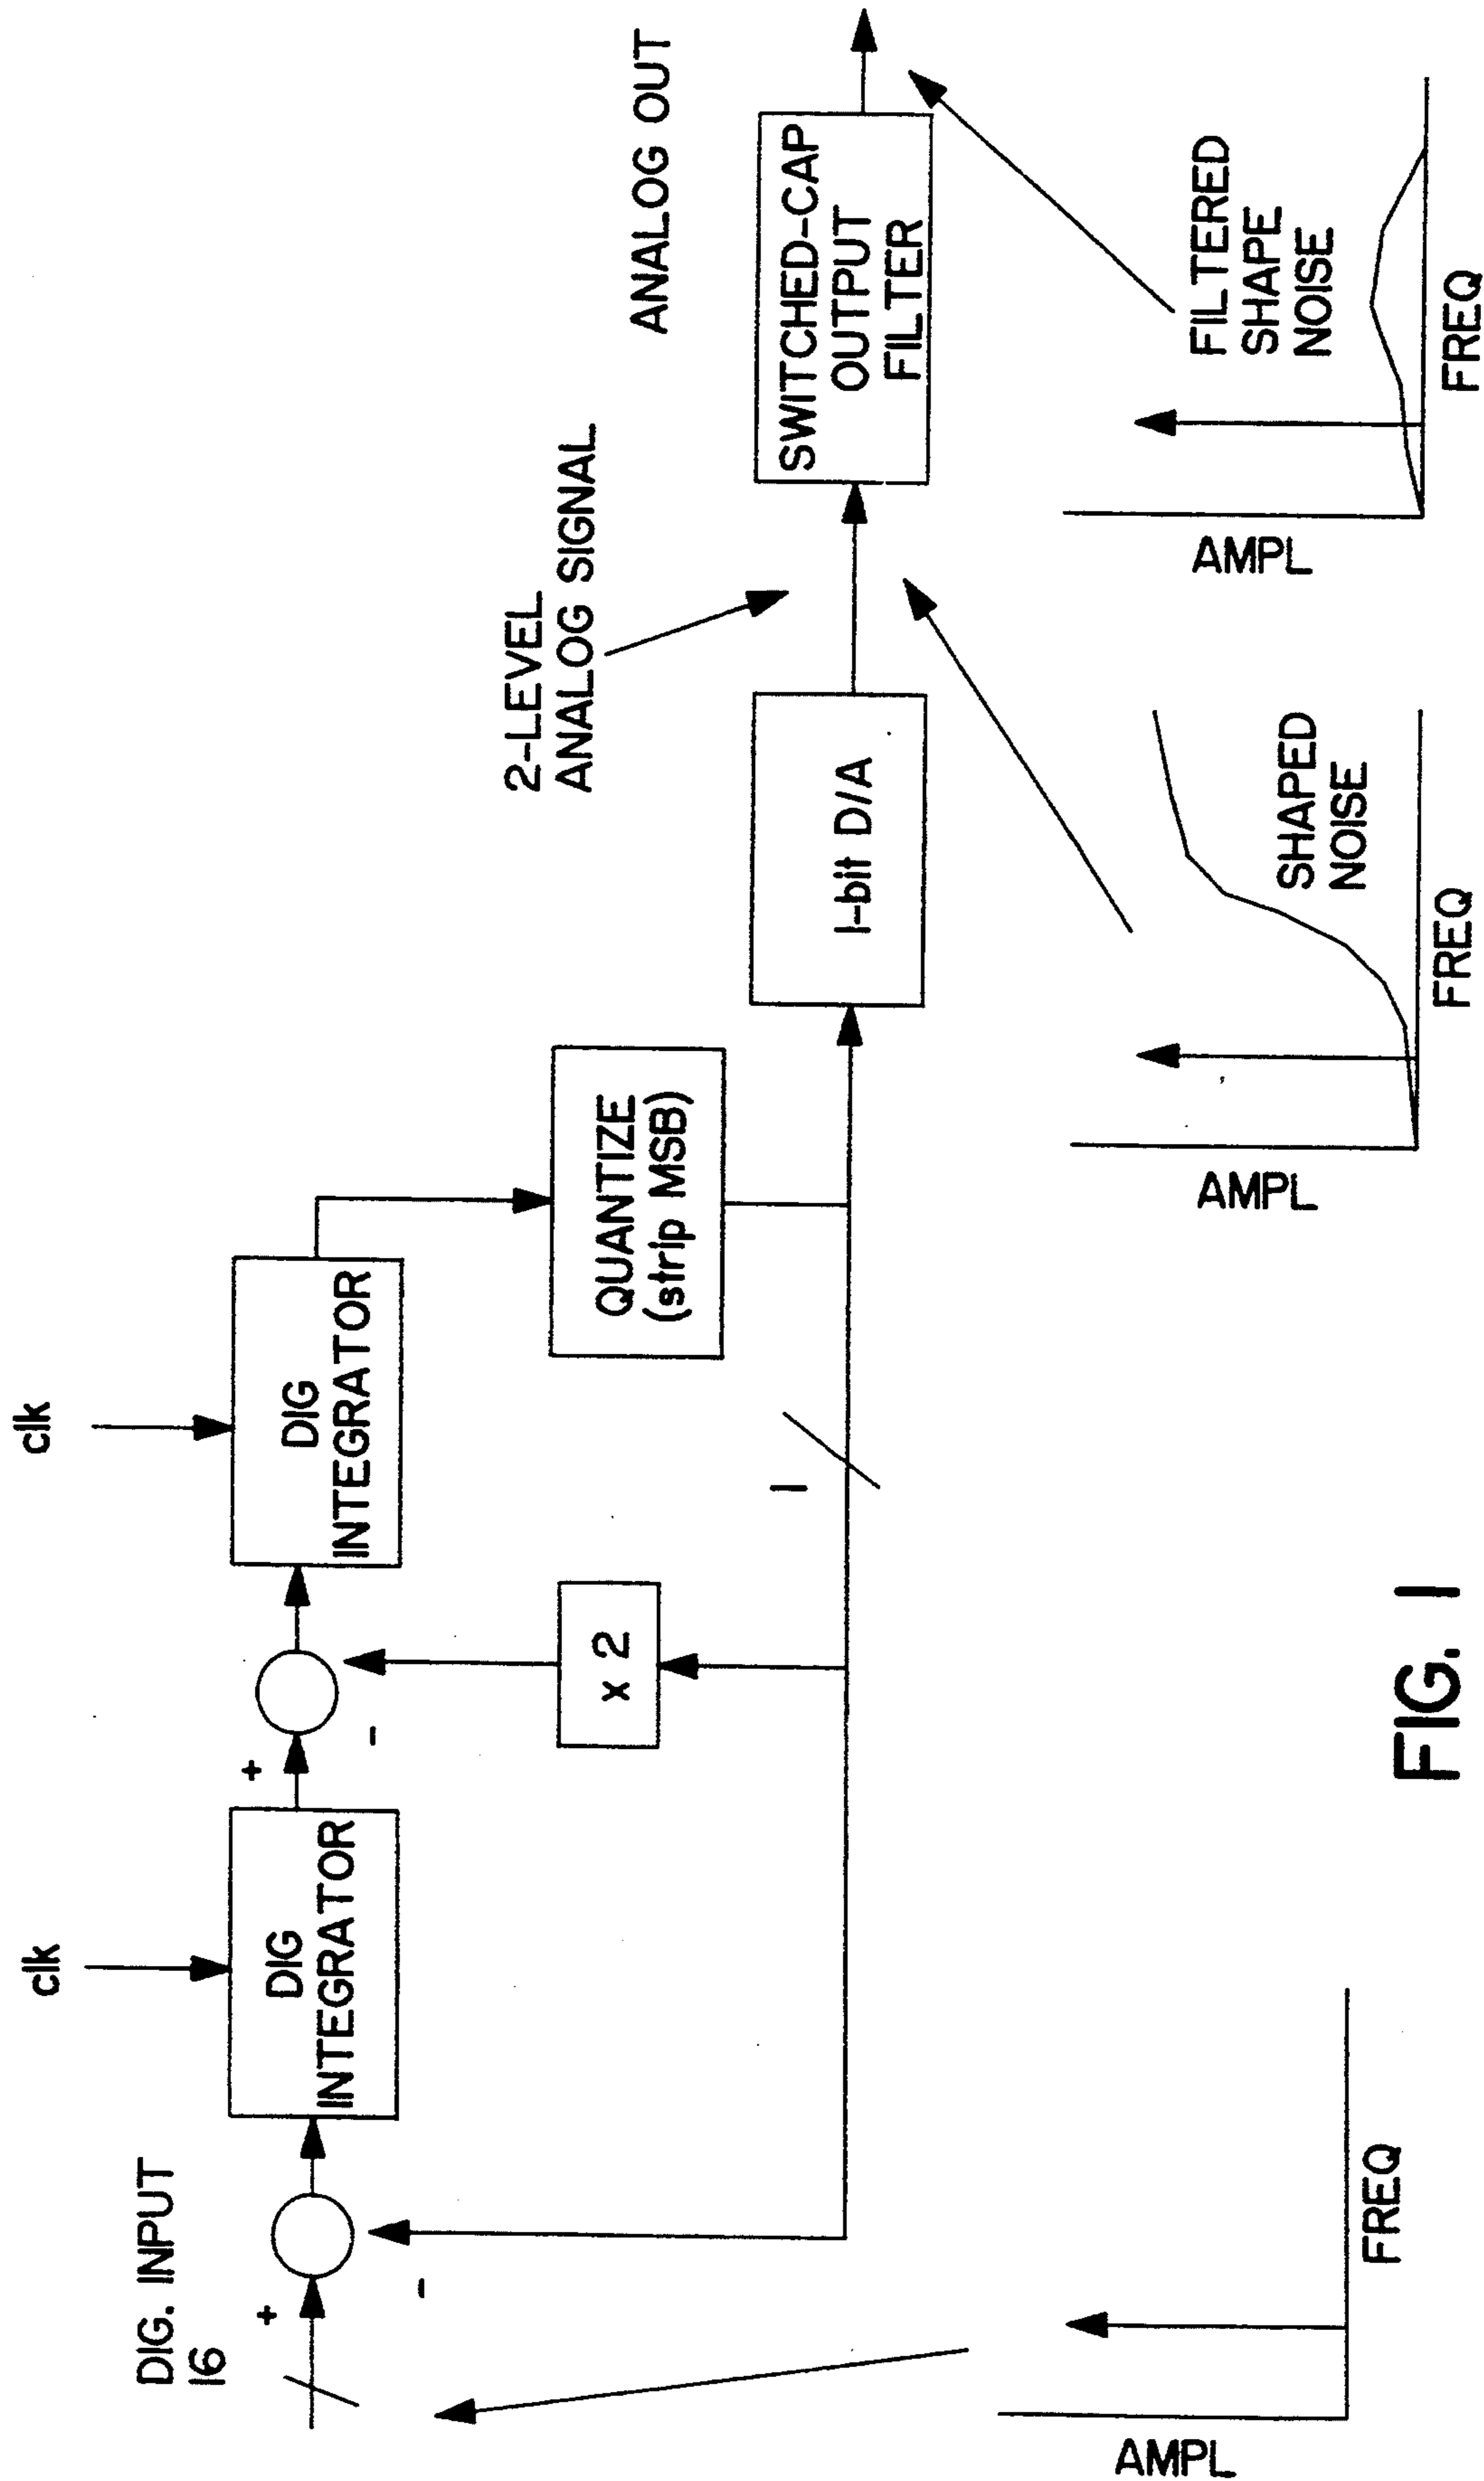 clk
clk
DIG. INPUT
16
+
-
DIG
INTEGRATOR
+
-
DIG
INTEGRATOR
x 2
QUANTIZE
(strip MSB)
1
1-bit D/A
2-LEVEL
ANALOG SIGNAL
SWITCHED-CAP
OUTPUT
FILTER
ANALOG OUT
AMPL
FREQ
AMPL
FREQ
SHAPED
NOISE
AMPL
FREQ
FILTERED
SHAPE
NOISE
FIG. 1